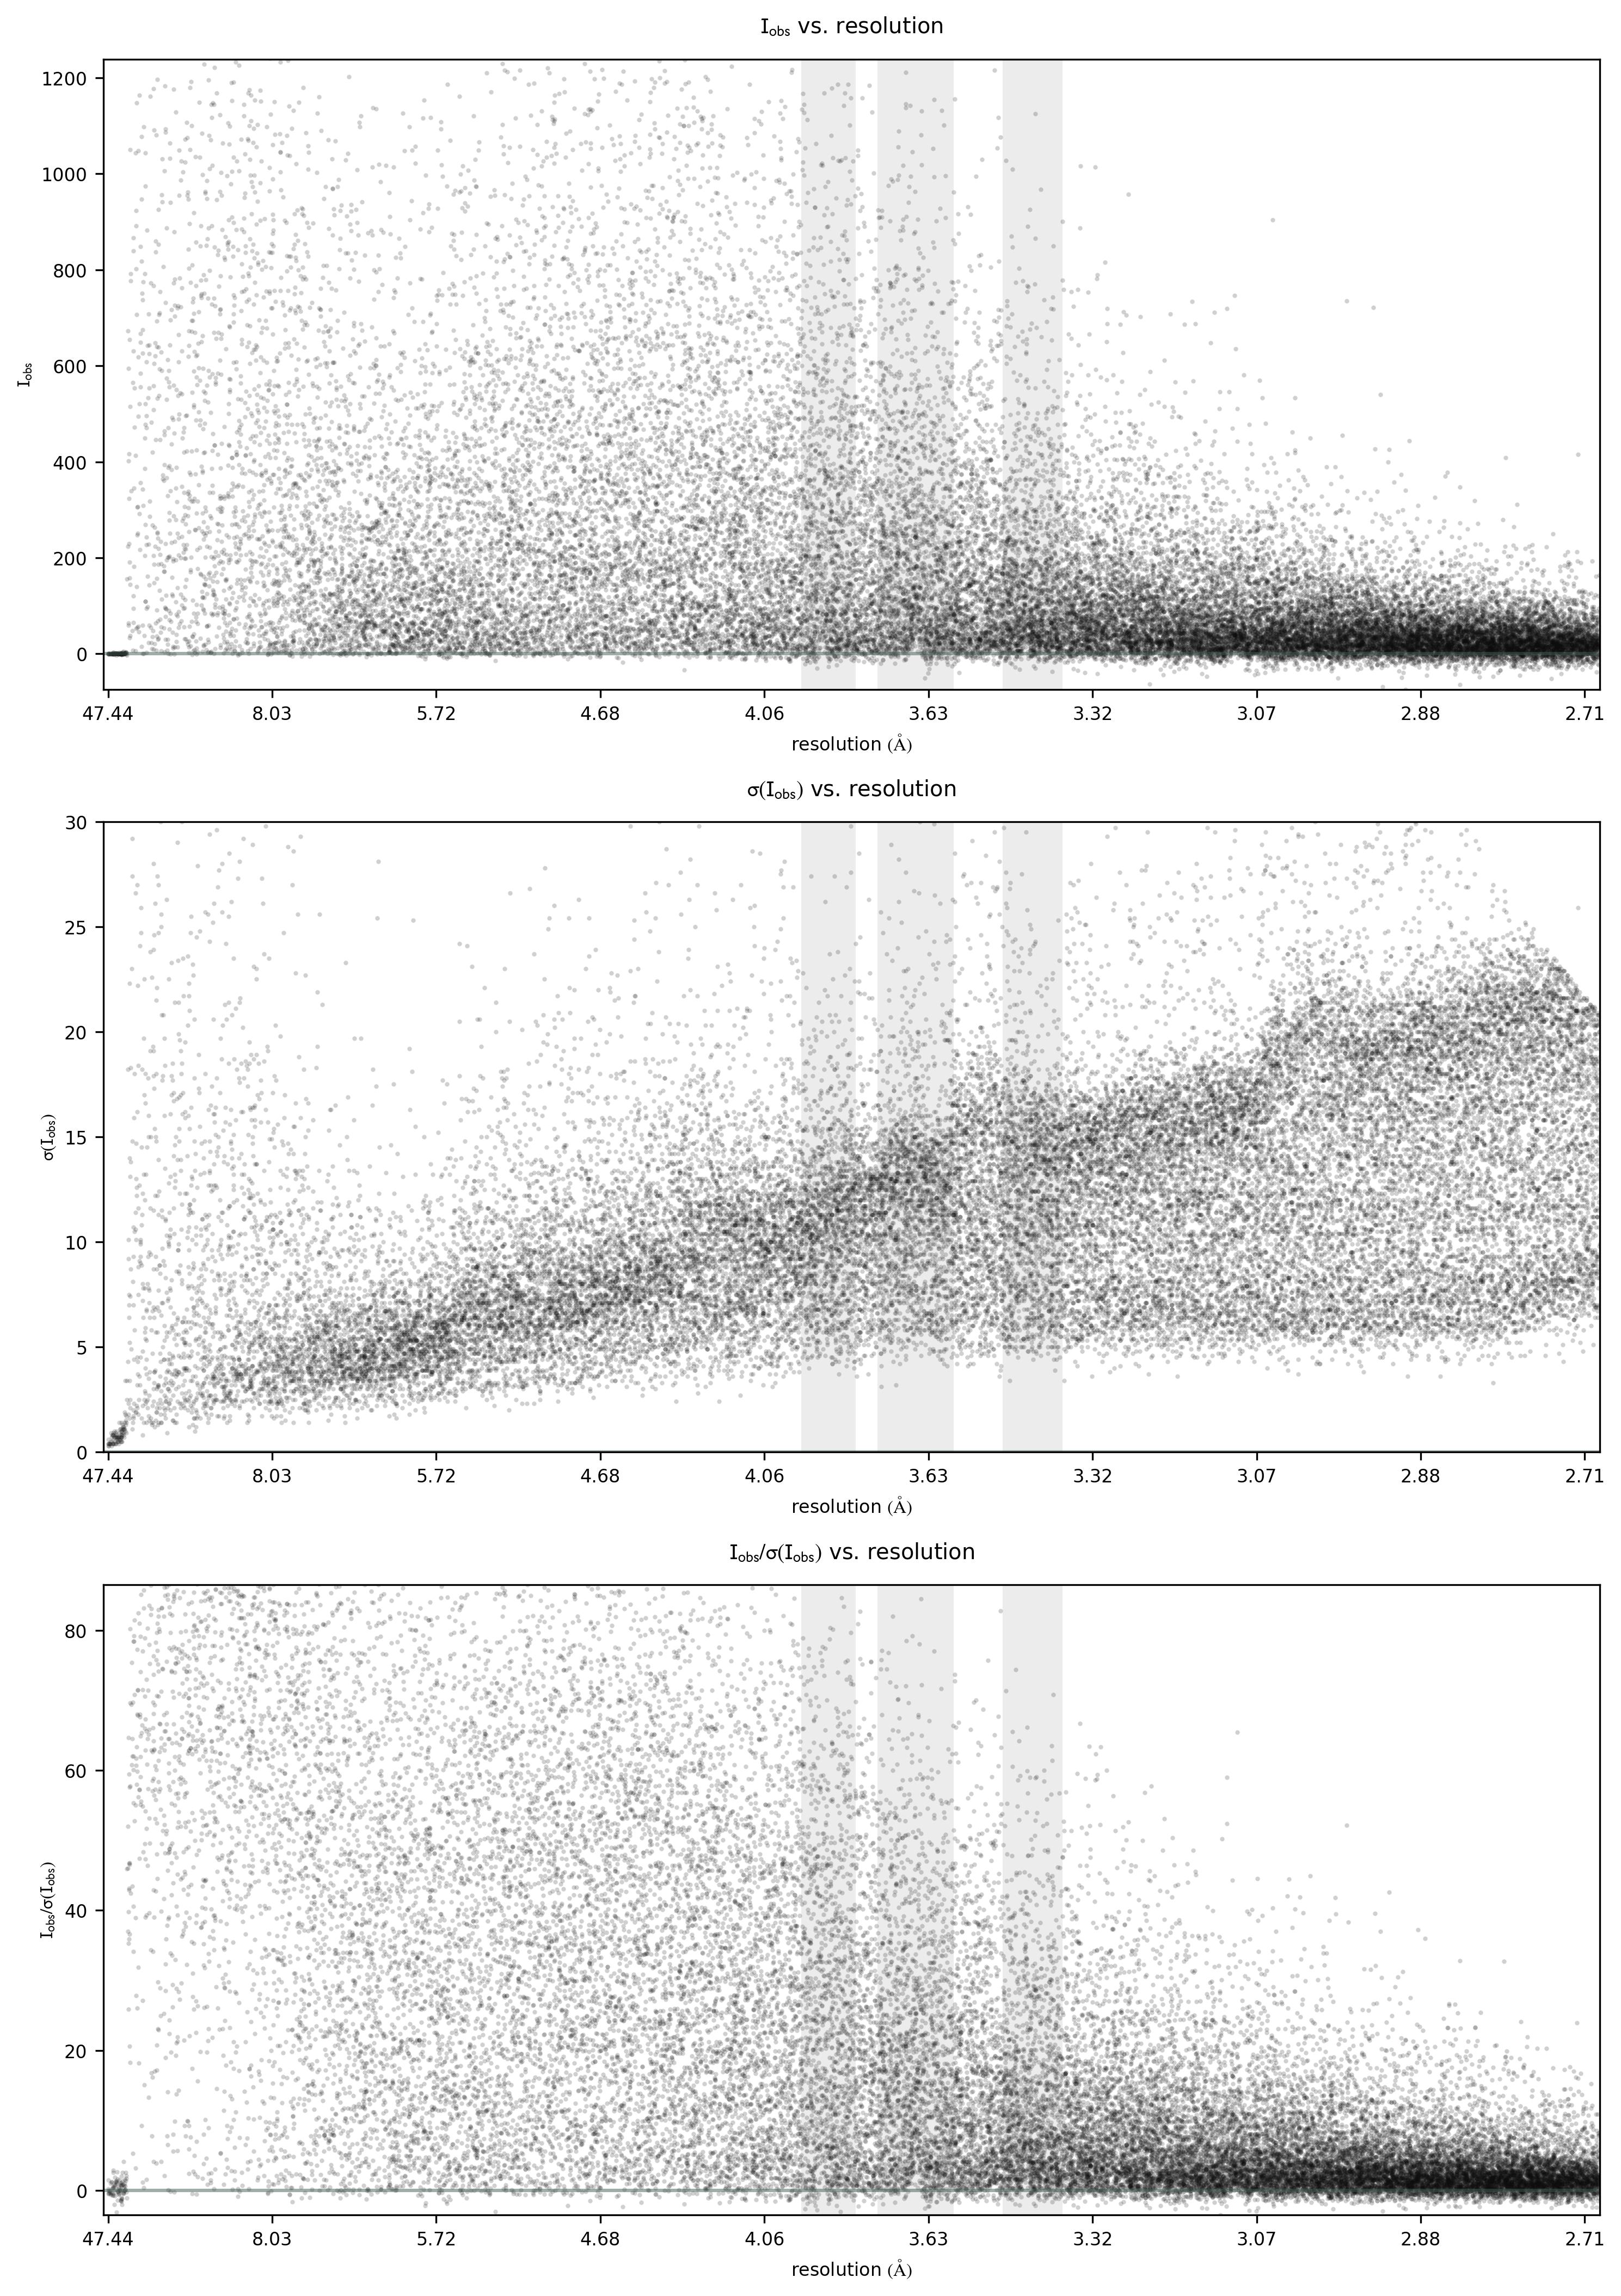 Iobs vs. resolution
1200
1000
800
600
400
200
0
Iobs
47.44 8.03 5.72 4.68 4.06 3.63 3.32 3.07 2.88 2.71
resolution (Å)
σ(Iobs) vs. resolution
30
25
20
15
10
5
0
σ(Iobs)
47.44 8.03 5.72 4.68 4.06 3.63 3.32 3.07 2.88 2.71
resolution (Å)
Iobs/σ(Iobs) vs. resolution
80
60
40
20
0
Iobs/σ(Iobs)
47.44 8.03 5.72 4.68 4.06 3.63 3.32 3.07 2.88 2.71
resolution (Å)